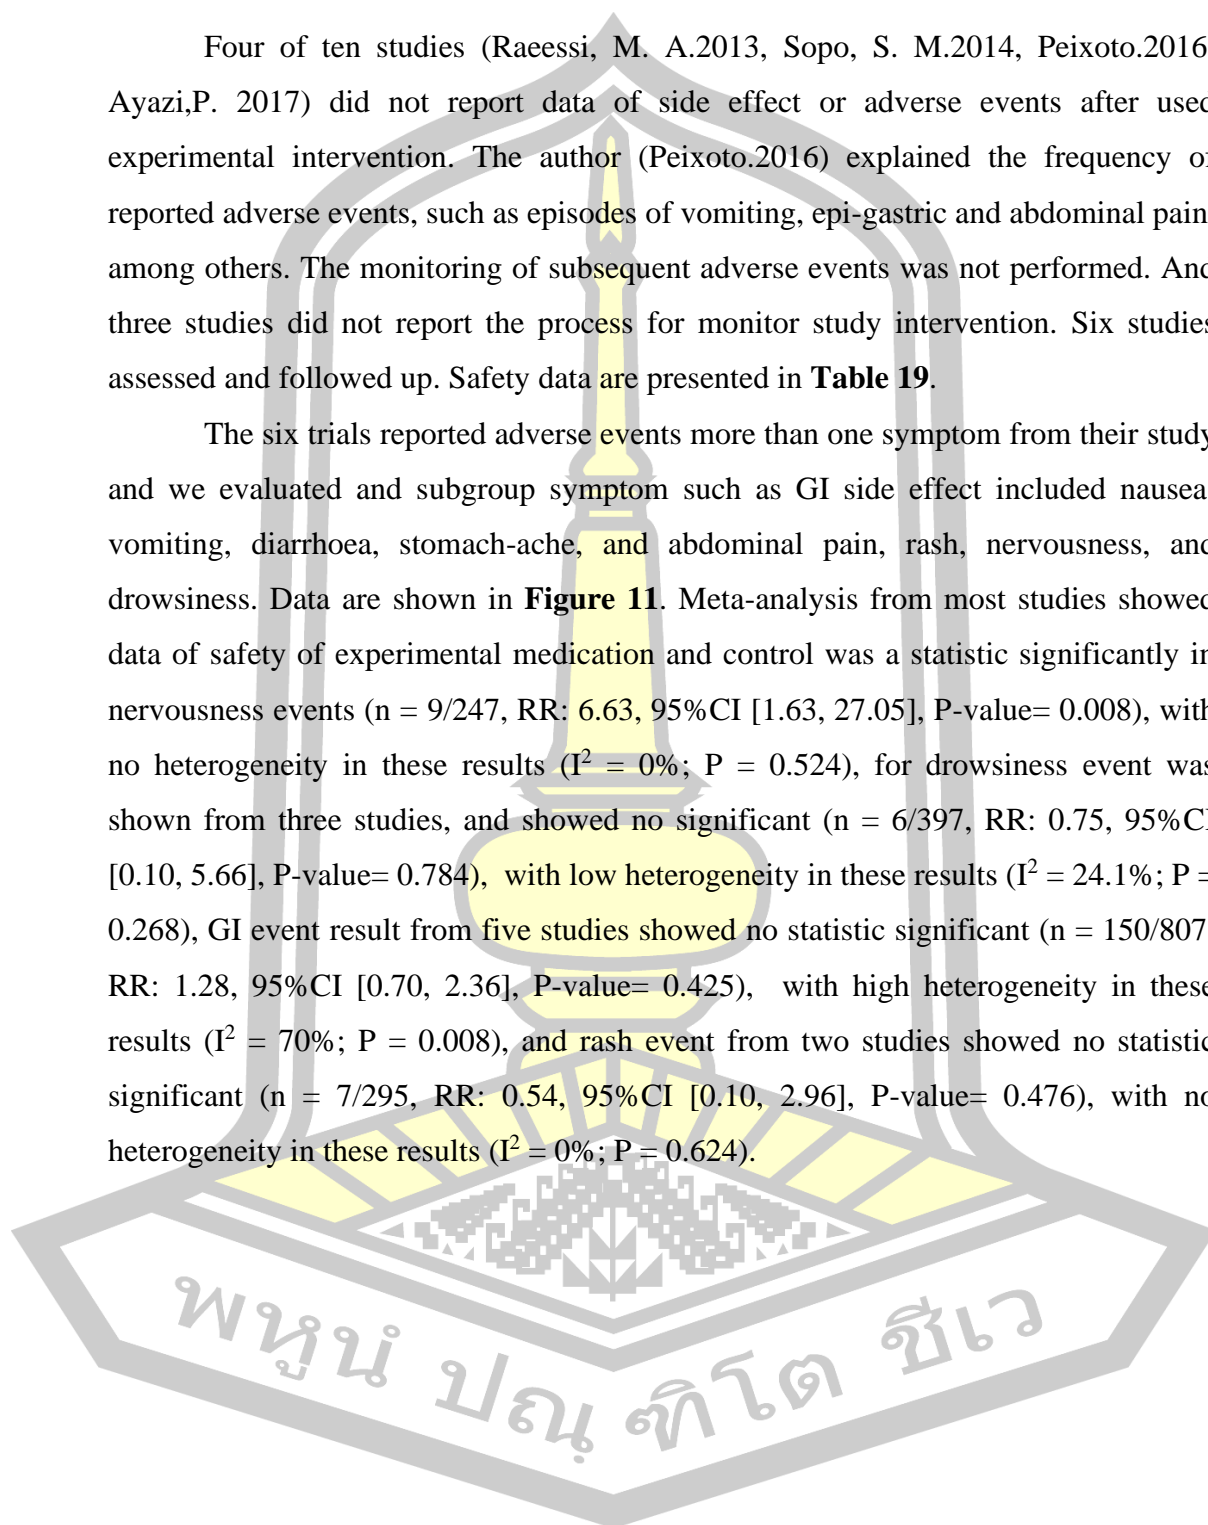 Four of ten studies (Raeessi, M. A.2013, Sopo, S. M.2014, Peixoto.2016
Ayazi,P. 2017) did not report data of side effect or adverse events after used
experimental intervention. The author (Peixoto.2016) explained the frequency of
reported adverse events, such as episodes of vomiting, epi-gastric and abdominal pain,
among others. The monitoring of subsequent adverse events was not performed. And
three studies did not report the process for monitor study intervention. Six studies
assessed and followed up. Safety data are presented in Table 19.
The six trials reported adverse events more than one symptom from their study
and we evaluated and subgroup symptom such as GI side effect included nausea,
vomiting, diarrhoea, stomach-ache, and abdominal pain, rash, nervousness, and
drowsiness. Data are shown in Figure 11. Meta-analysis from most studies showed
data of safety of experimental medication and control was a statistic significantly in
nervousness events (n = 9/247, RR: 6.63, 95%CI [1.63, 27.05], P-value= 0.008), with
no heterogeneity in these results (I² = 0%; P = 0.524), for drowsiness event was
shown from three studies, and showed no significant (n = 6/397, RR: 0.75, 95%CI
[0.10, 5.66], P-value= 0.784), with low heterogeneity in these results (I² = 24.1%; P =
0.268), GI event result from five studies showed no statistic significant (n = 150/807,
RR: 1.28, 95%CI [0.70, 2.36], P-value= 0.425), with high heterogeneity in these
results (I² = 70%; P = 0.008), and rash event from two studies showed no statistic
significant (n = 7/295, RR: 0.54, 95%CI [0.10, 2.96], P-value= 0.476), with no
heterogeneity in these results (I² = 0%; P = 0.624).
พหูนํ ปณฺฑิโต ชีเว